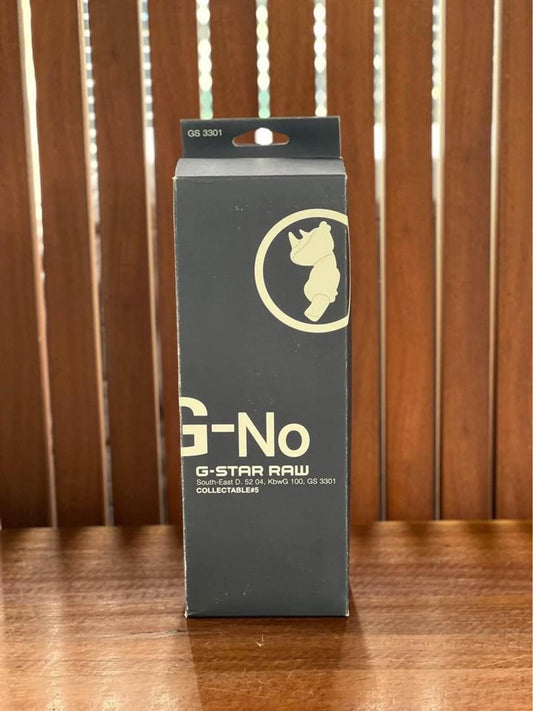 GS 3301
G-No
G-STAR RAW
South-East D. 52 04, KbwG 100, GS 3301
COLLECTABLE#5